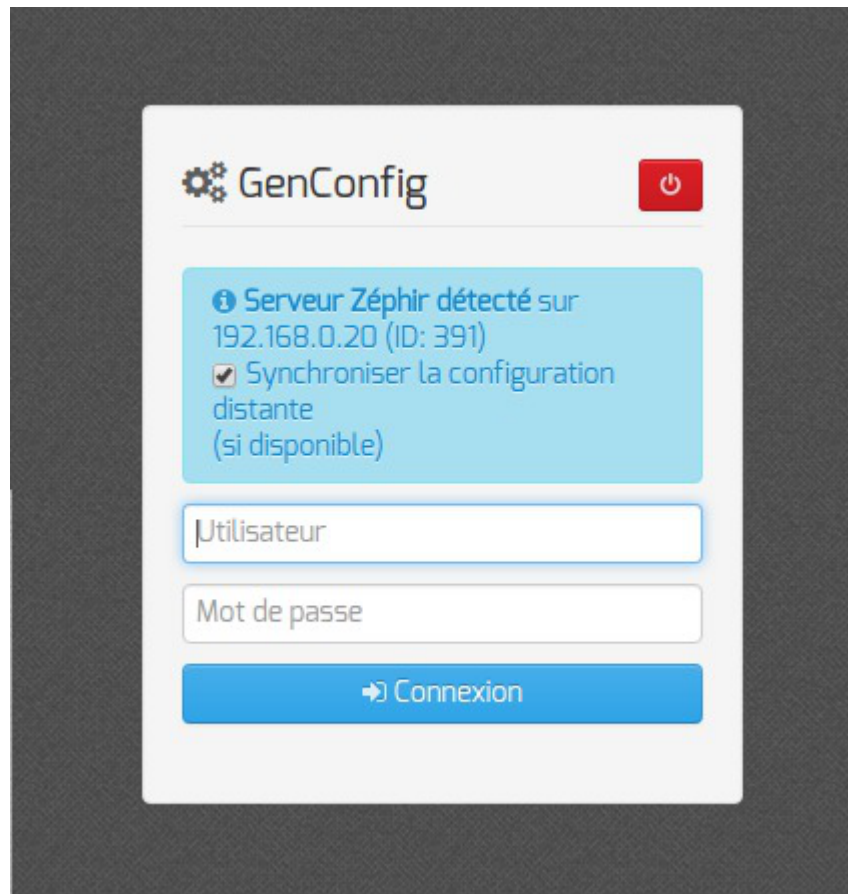 GenConfig
Serveur Zéphir détecté sur
192.168.0.20 (ID: 391)
Synchroniser la configuration
distante
(si disponible)
Utilisateur
Mot de passe
Connexion